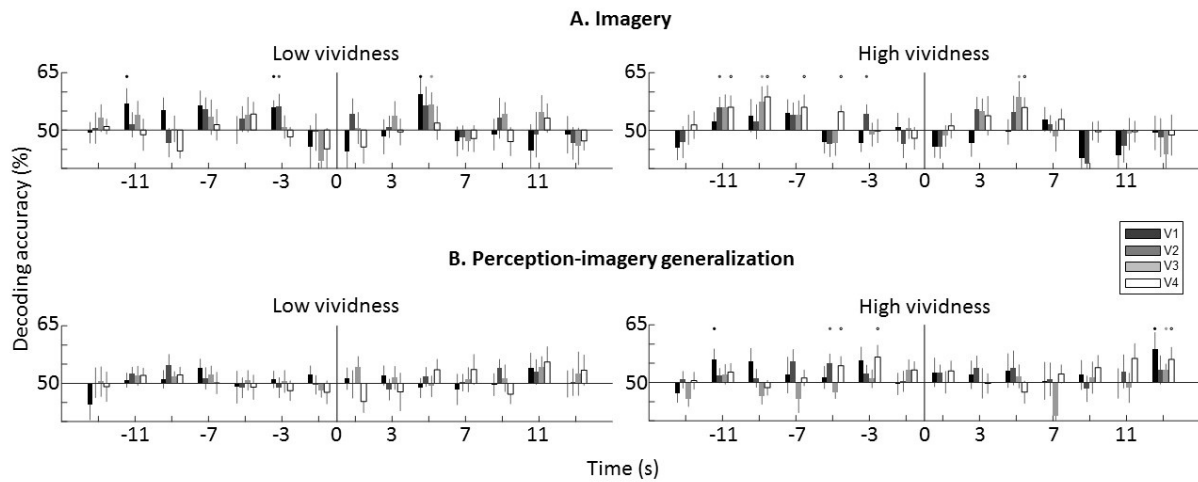 A. Imagery
Low vividness
High vividness
65
50
-11 -7 -3 0 3 7 11
65
50
-11 -7 -3 0 3 7 11
Decoding accuracy (%)
V1
V2
V3
V4
B. Perception-imagery generalization
Low vividness
High vividness
65
50
-11 -7 -3 0 3 7 11
65
50
-11 -7 -3 0 3 7 11
Time (s)